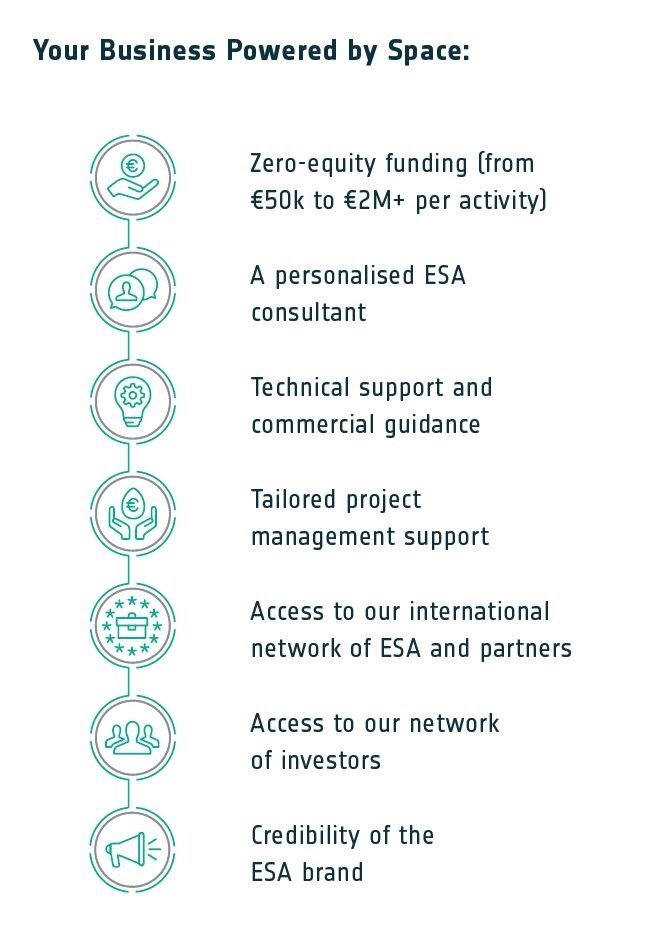 Your Business Powered by Space:
Zero-equity funding (from
€50k to €2M+ per activity)
A personalised ESA
consultant
Technical support and
commercial guidance
Tailored project
management support
Access to our international
network of ESA and partners
Access to our network
of investors
Credibility of the
ESA brand